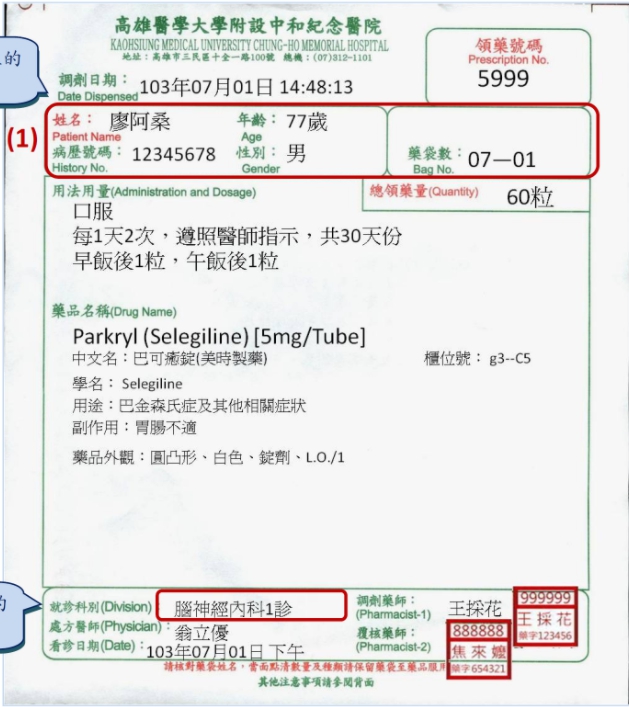 高雄醫學大學附設中和紀念醫院
KAOHSIUNG MEDICAL UNIVERSITY CHUNG-HO MEMORIAL HOSPITAL
地址：高雄市三民區十全一路100號 總機：(07)312-1101
領藥號碼
Prescription No.
5999
的
調劑日期：103年07月01日 14:48:13
Date Dispensed
(1)
姓名： 廖阿桑 年齡：77歲
Patient Name Age
病歷號碼：12345678 性別：男 藥袋數：07—01
History No. Gender Bag No.
用法用量(Administration and Dosage) 總領藥量(Quantity) 60粒
口服
每1天2次，遵照醫師指示，共30天份
早飯後1粒，午飯後1粒
藥品名稱(Drug Name)
Parkryl (Selegiline) [5mg/Tube]
中文名：巴可癒錠(美時製藥) 櫃位號： g3--C5
學名： Selegiline
用途：巴金森氏症及其他相關症狀
副作用：胃腸不適
藥品外觀：圓凸形、白色、錠劑、L.O./1
的
就診科別(Division)：腦神經內科1診 調劑藥師：王採花
(Pharmacist-1)
999999
王採花
藥字123456
處方醫師(Physician)：翁立優 覆核藥師：
(Pharmacist-2)
888888
焦來嬤
藥字654321
看診日期(Date)：103年07月01日 下午
請核對藥袋姓名，當面點清數量及種類請保留藥袋至藥品服用
其他注意事項請參閱背面